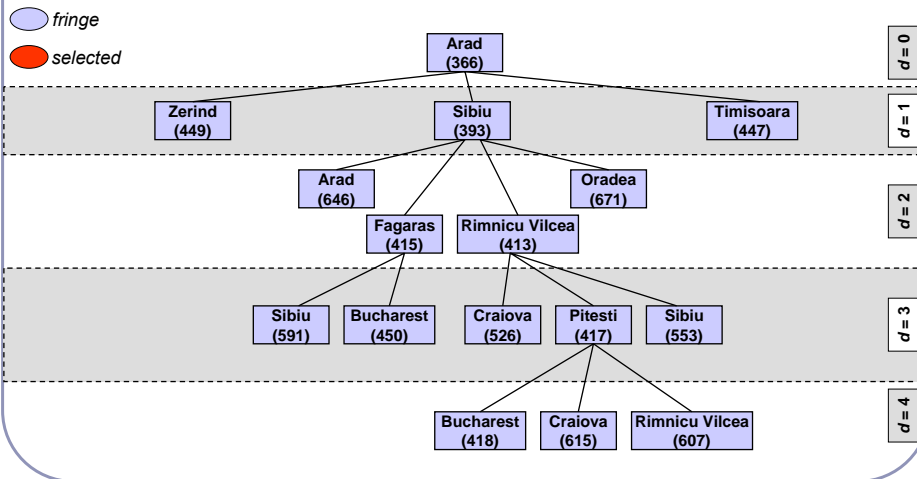 fringe
selected
Arad
(366)
d = 0
Zerind
(449)
Sibiu
(393)
Timisoara
(447)
d = 1
Arad
(646)
Oradea
(671)
Fagaras
(415)
Rimnicu Vilcea
(413)
d = 2
Sibiu
(591)
Bucharest
(450)
Craiova
(526)
Pitesti
(417)
Sibiu
(553)
d = 3
Bucharest
(418)
Craiova
(615)
Rimnicu Vilcea
(607)
d = 4